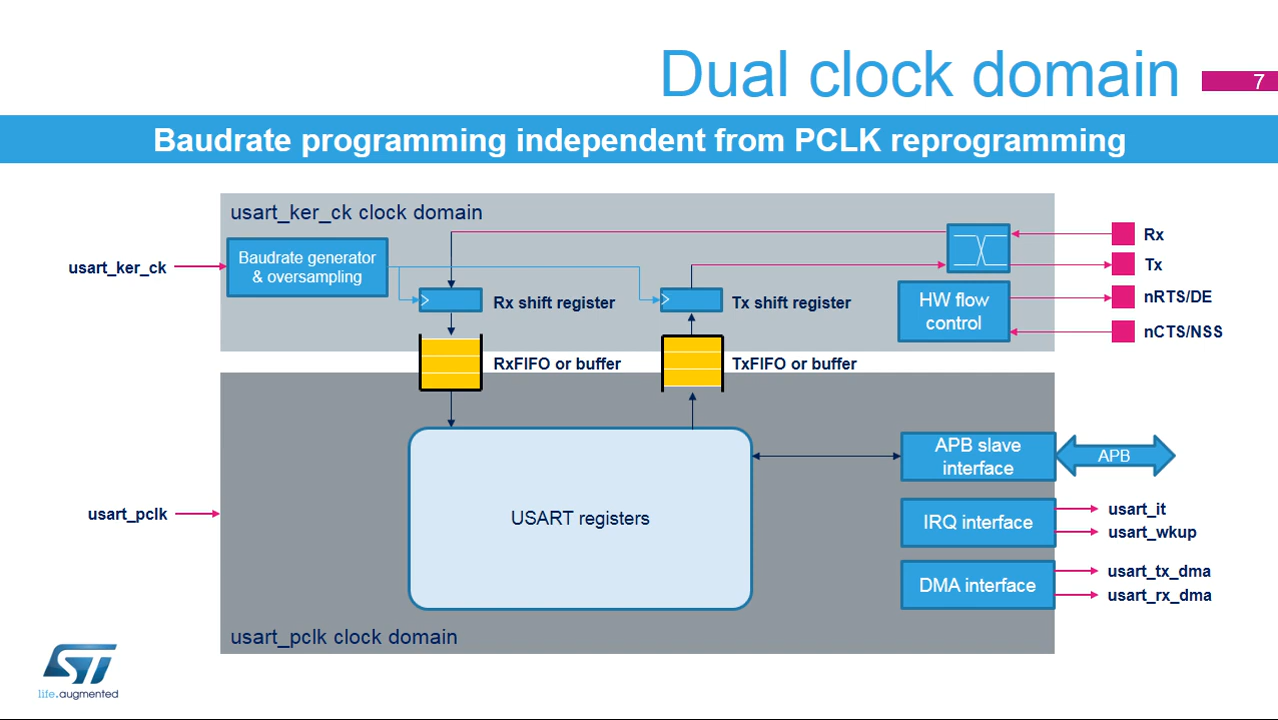 Dual clock domain
7
Baudrate programming independent from PCLK reprogramming
usart_ker_ck clock domain
usart_ker_ck
Baudrate generator
& oversampling
Rx shift register
Tx shift register
HW flow
control
Rx
Tx
nRTS/DE
nCTS/NSS
RxFIFO or buffer
TxFIFO or buffer
usart_pclk
USART registers
APB slave
interface
APB
IRQ interface
usart_it
usart_wkup
DMA interface
usart_tx_dma
usart_rx_dma
usart_pclk clock domain
ST
life.augmented